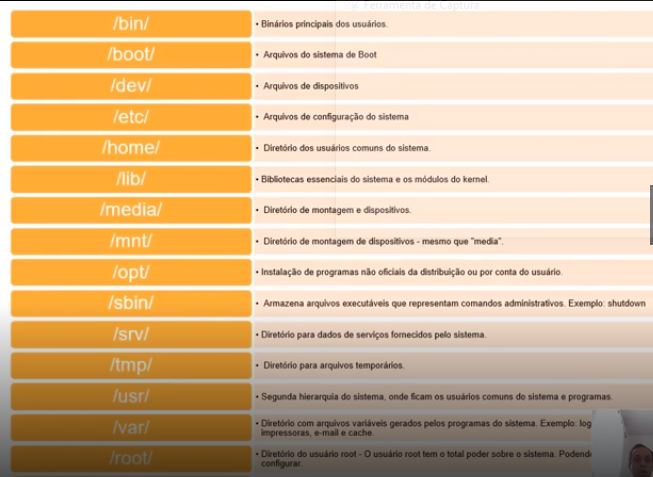 Ferramenta de Captura
/bin/
• Binários principais dos usuários.
/boot/
• Arquivos do sistema de Boot
/dev/
• Arquivos de dispositivos
/etc/
• Arquivos de configuração do sistema
/home/
• Diretório dos usuários comuns do sistema.
/lib/
• Bibliotecas essenciais do sistema e os módulos do kernel.
/media/
• Diretório de montagem e dispositivos.
/mnt/
• Diretório de montagem de dispositivos - mesmo que "media".
/opt/
• Instalação de programas não oficiais da distribuição ou por conta do usuário.
/sbin/
• Armazena arquivos executáveis que representam comandos administrativos. Exemplo: shutdown
/srv/
• Diretório para dados de serviços fornecidos pelo sistema.
/tmp/
• Diretório para arquivos temporários.
/usr/
• Segunda hierarquia do sistema, onde ficam os usuários comuns do sistema e programas.
/var/
• Diretório com arquivos variáveis gerados pelos programas do sistema. Exemplo: log
impressoras, e-mail e cache.
/root/
• Diretório do usuário root - O usuário root tem o total poder sobre o sistema. Podend
configurar.